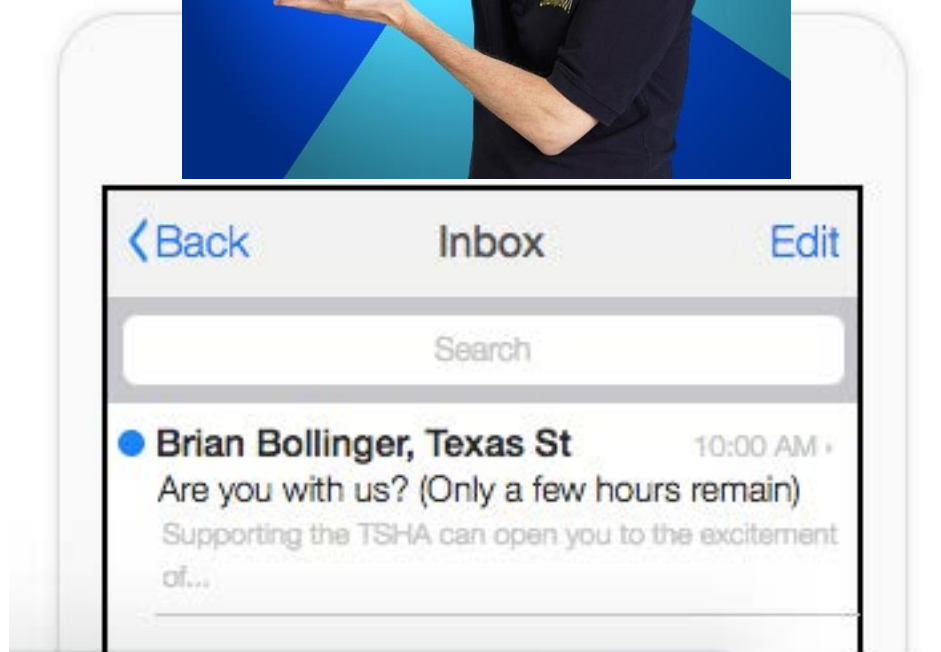 Back Inbox Edit
Search
Brian Bollinger, Texas St 10:00 AM
Are you with us? (Only a few hours remain)
Supporting the TSHA can open you to the excitement
of...